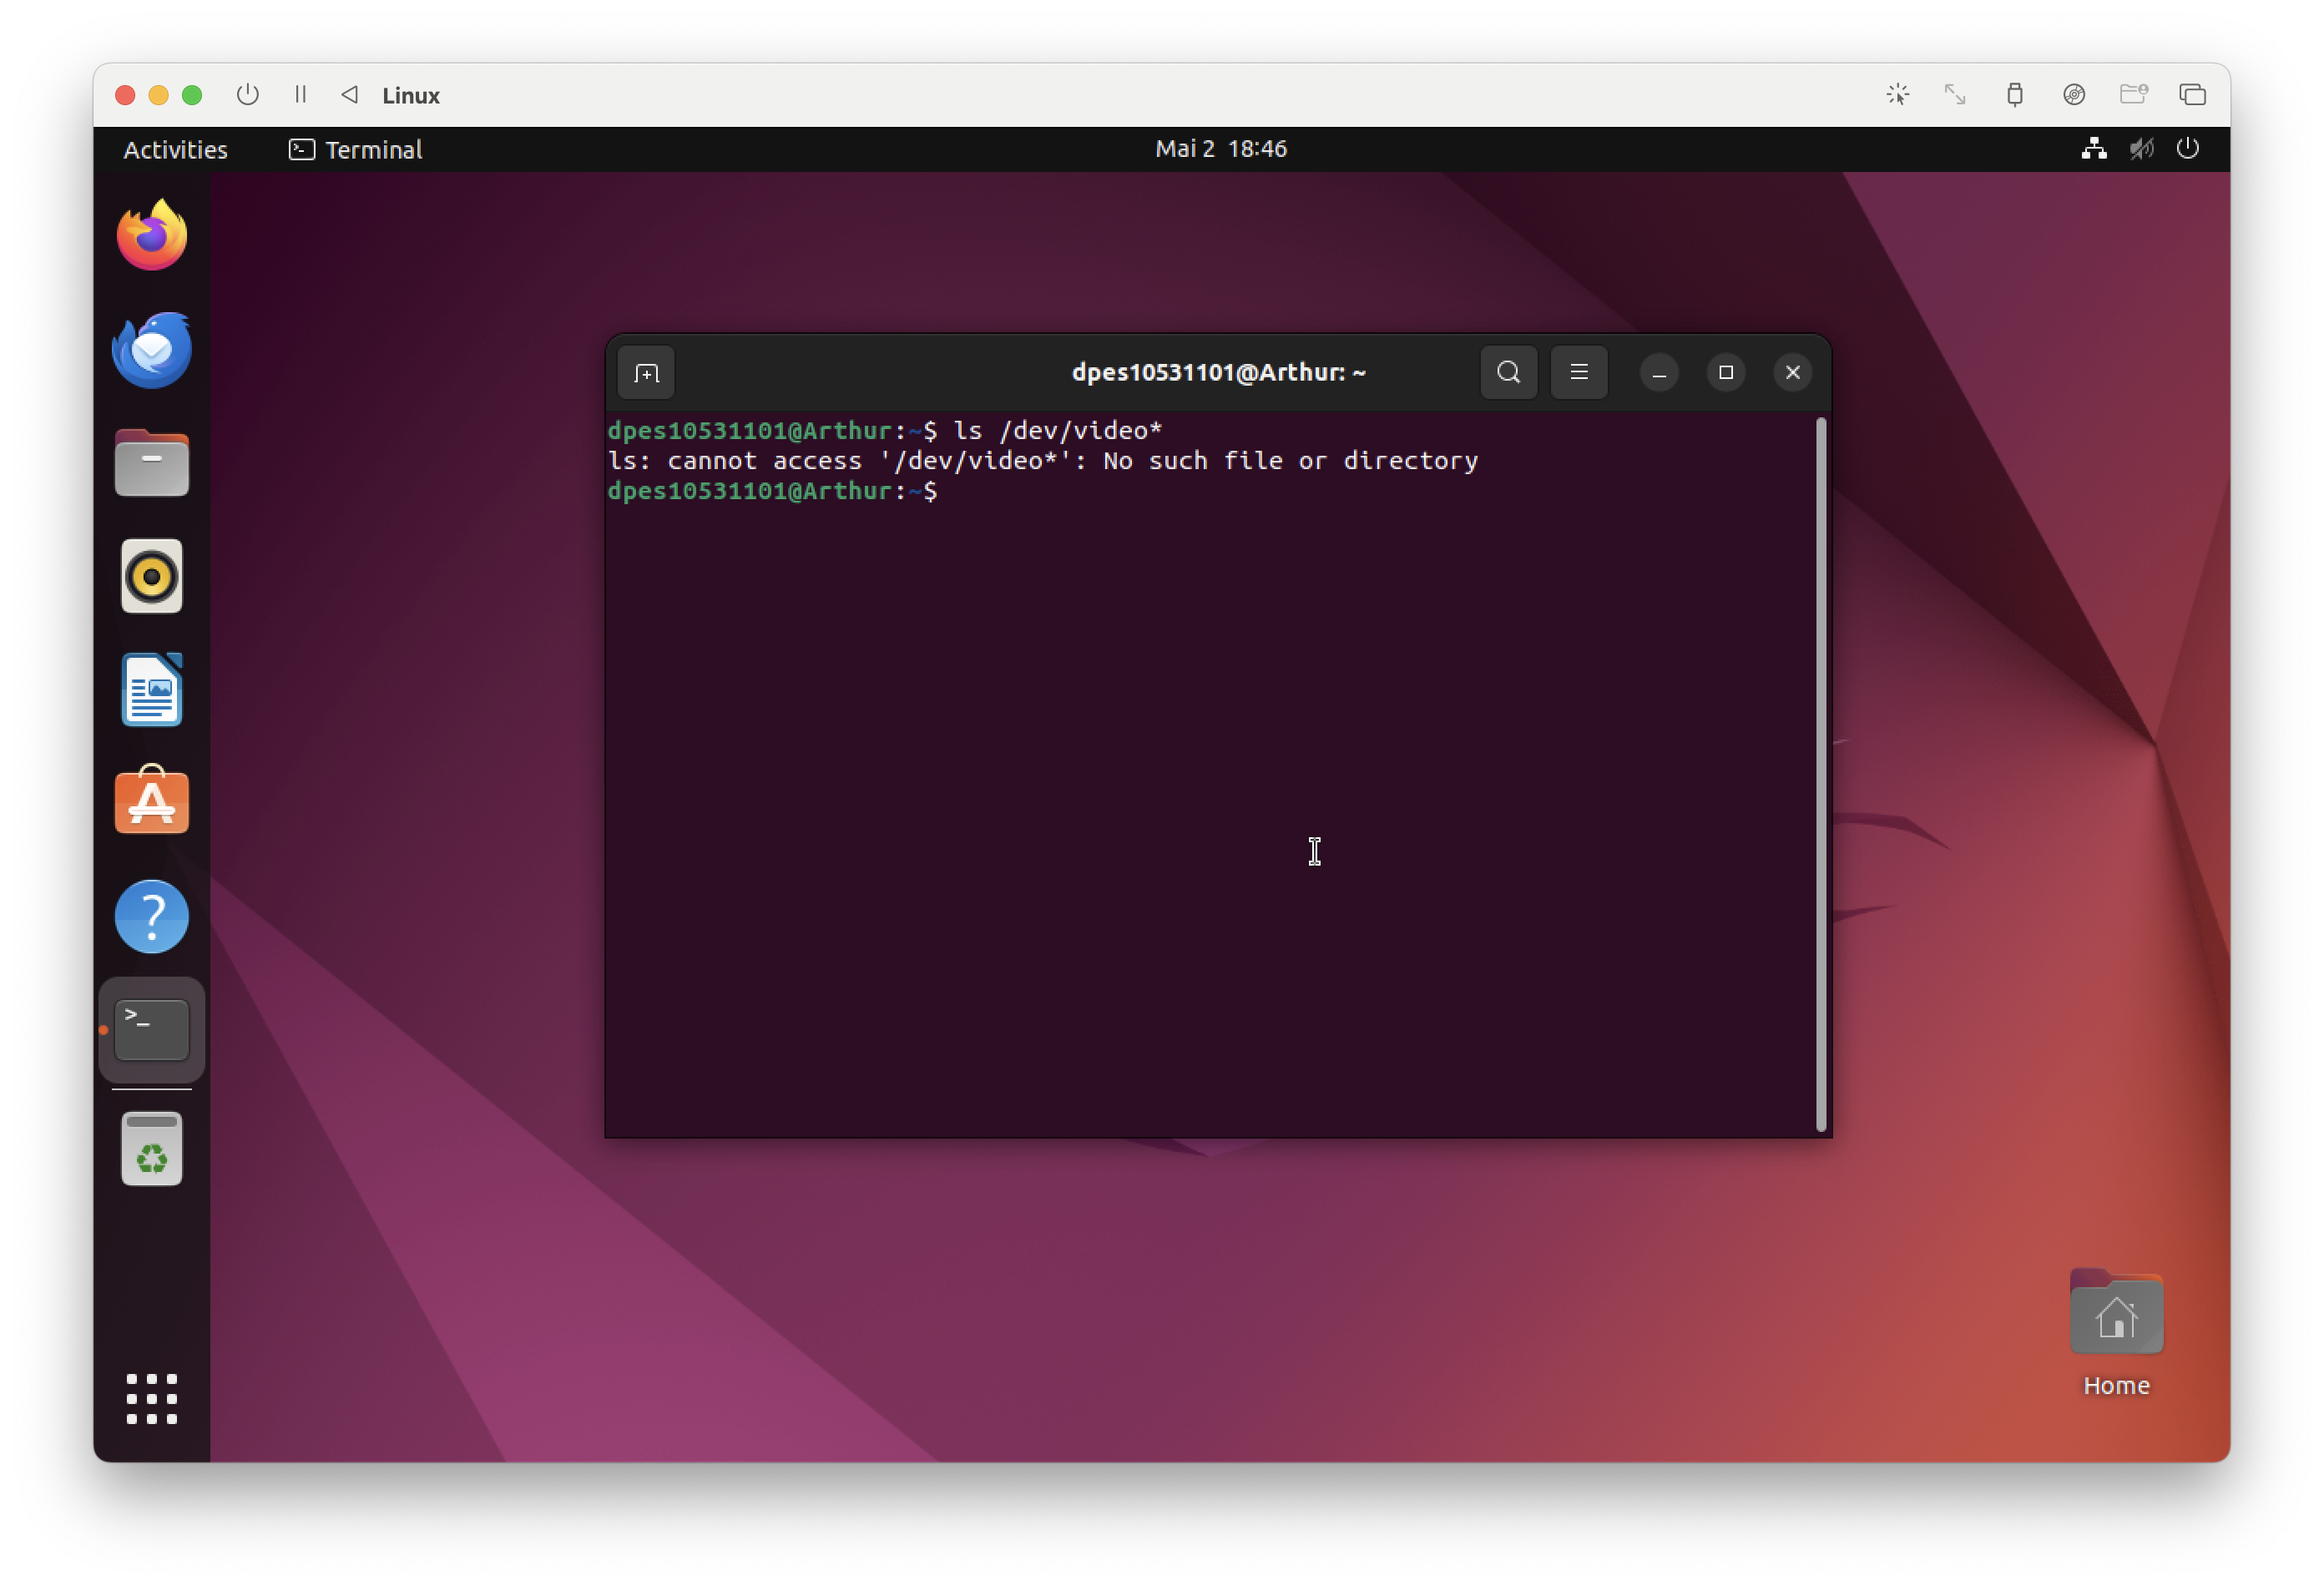 Linux
Activities
Terminal
Mai 2 18:46
dpes10531101@Arthur: ~
dpes10531101@Arthur:~$ ls /dev/video*
ls: cannot access '/dev/video*': No such file or directory
dpes10531101@Arthur:~$
Home